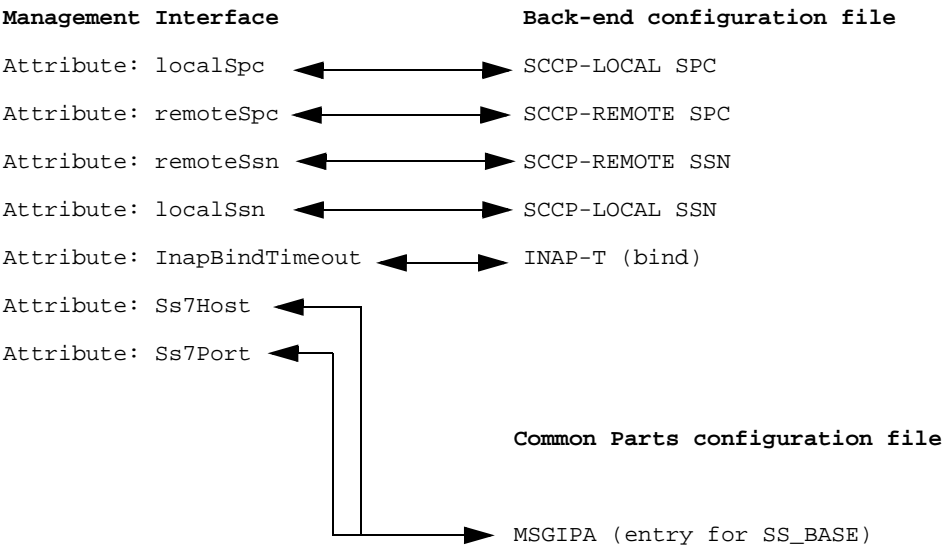 Management Interface Back-end configuration file
Attribute: localSpc SCCP-LOCAL SPC
Attribute: remoteSpc SCCP-REMOTE SPC
Attribute: remoteSsn SCCP-REMOTE SSN
Attribute: localSsn SCCP-LOCAL SSN
Attribute: InapBindTimeout INAP-T (bind)
Attribute: Ss7Host
Attribute: Ss7Port
Common Parts configuration file
MSGIPA (entry for SS_BASE)